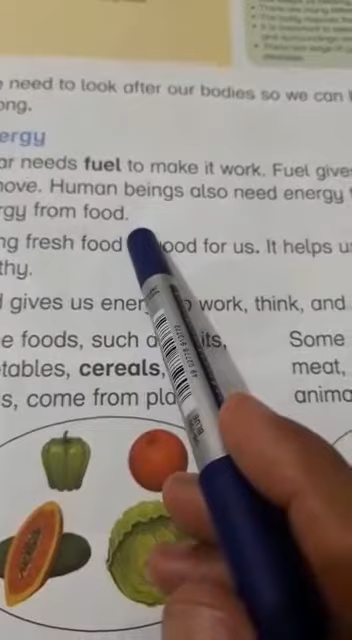 need to look after our bodies so we can
ong.
ergy
needs fuel to make it work. Fuel give
move. Human beings also need energy
rgy from food.
ng fresh food ood for us. It helps u
thy.
gives us ener work, think, and
e foods, such a its,
tables, cereals,
s, come from pla
Some
meat,
anima